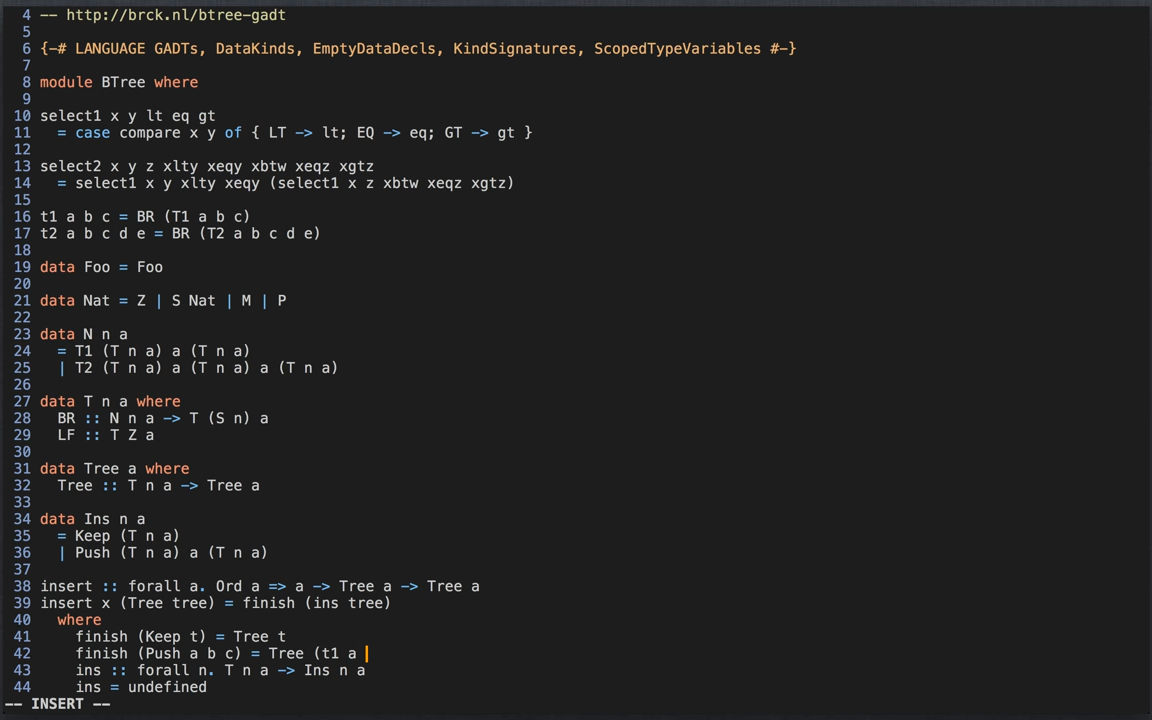 4 -- http://brck.nl/btree-gadt
5
6 {-# LANGUAGE GADTs, DataKinds, EmptyDataDecls, KindSignatures, ScopedTypeVariables #-}
7
8 module BTree where
9
10 select1 x y lt eq gt
11   = case compare x y of { LT -> lt; EQ -> eq; GT -> gt }
12
13 select2 x y z xlty xeqy xbtw xeqz xgtz
14   = select1 x y xlty xeqy (select1 x z xbtw xeqz xgtz)
15
16 t1 a b c = BR (T1 a b c)
17 t2 a b c d e = BR (T2 a b c d e)
18
19 data Foo = Foo
20
21 data Nat = Z | S Nat | M | P
22
23 data N n a
24   = T1 (T n a) a (T n a)
25   | T2 (T n a) a (T n a) a (T n a)
26
27 data T n a where
28   BR :: N n a -> T (S n) a
29   LF :: T Z a
30
31 data Tree a where
32   Tree :: T n a -> Tree a
33
34 data Ins n a
35   = Keep (T n a)
36   | Push (T n a) a (T n a)
37
38 insert :: forall a. Ord a => a -> Tree a -> Tree a
39 insert x (Tree tree) = finish (ins tree)
40   where
41     finish (Keep t) = Tree t
42     finish (Push a b c) = Tree (t1 a
43     ins :: forall n. T n a -> Ins n a
44     ins = undefined
-- INSERT --